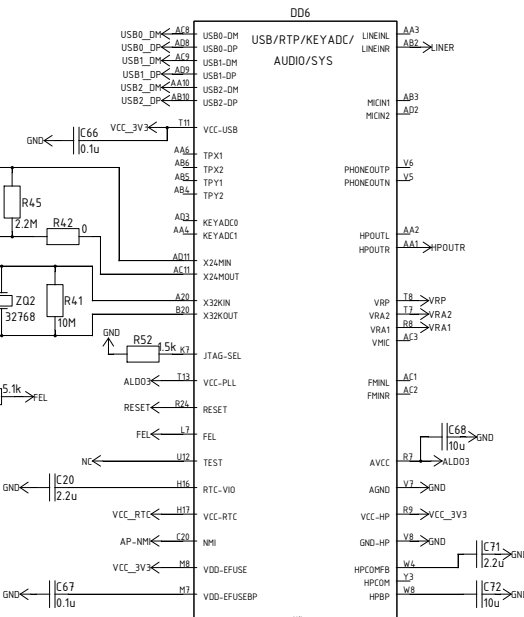 DD6
USB/RTP/KEYADC/
AUDIO/SYS
USB0_DM AC8 USB0-DM
USB0_DP AD8 USB0-DP
USB1_DM AC9 USB1-DM
USB1_DP AD9 USB1-DP
USB2_DM AA10 USB2-DM
USB2_DP AB10 USB2-DP
VCC_3V3 T11 VCC-USB
GND C66
0.1u
AA6 TPX1
AB6 TPX2
AB5 TPY1
AB4 TPY2
R45
2.2M
R42 0
AD3 KEYADC0
AA4 KEYADC1
AD11 X24MIN
AC11 X24MOUT
A20 X32KIN
B20 X32KOUT
ZQ2
32768
R41
10M
GND
R52 1.5k K7 JTAG-SEL
ALDO3 T13 VCC-PLL
5.1k FEL
RESET R24 RESET
FEL L7 FEL
NC U12 TEST
GND C20 H16 RTC-VIO
2.2u
VCC_RTC H17 VCC-RTC
AP-NMI C20 NMI
VCC_3V3 M8 VDD-EFUSE
GND C67 M7 VDD-EFUSEBP
0.1u
LINEINL AA3
LINEINR AB2 LINER
MICIN1 AB3
MICIN2 AD2
PHONEOUTP V6
PHONEOUTN V5
HPOUTL AA2
HPOUTR AA1 HPOUTR
VRP T8 VRP
VRA2 T7 VRA2
VRA1 R8 VRA1
VMIC AC3
FMINL AC1
FMINR AC2
C68 GND
10u
AVCC R7 ALDO3
AGND V7 GND
VCC-HP R9 VCC_3V3
GND-HP V8 GND
HPCOMFB W4 C71 GND
2.2u
HPCOM Y3
HPBP W8 C72 GND
10u